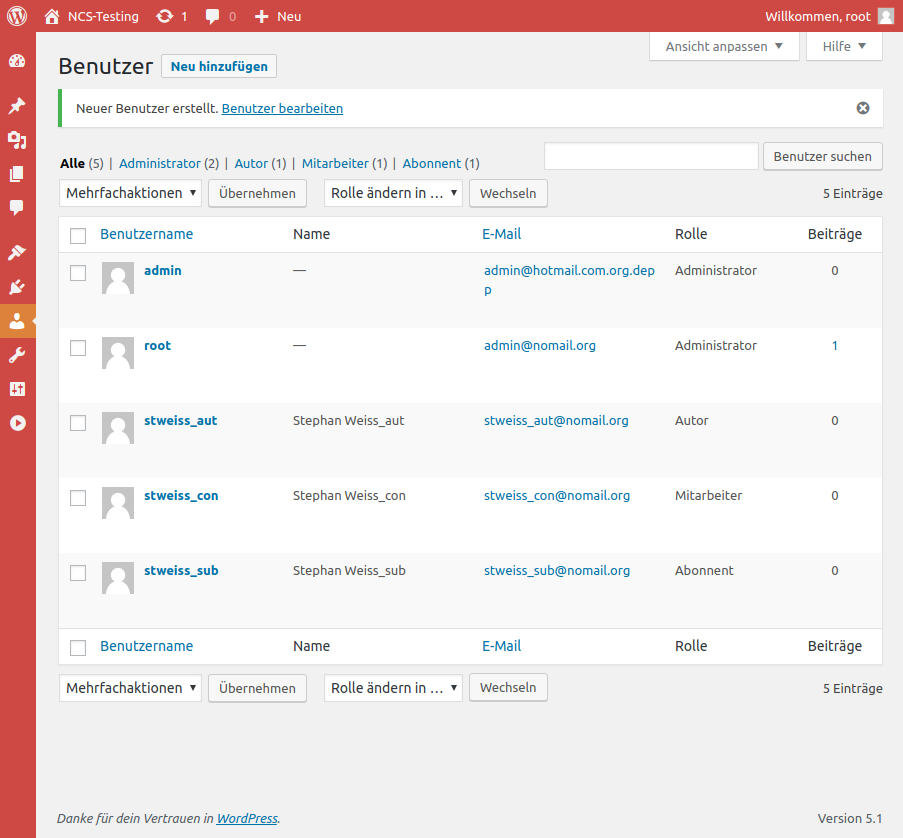 NCS-Testing 1 0 Neu Willkommen, root
Ansicht anpassen Hilfe
Benutzer Neu hinzufügen
Neuer Benutzer erstellt. Benutzer bearbeiten
Alle (5) | Administrator (2) | Autor (1) | Mitarbeiter (1) | Abonnent (1) Benutzer suchen
Mehrfachaktionen Übernehmen Rolle ändern in … Wechseln 5 Einträge
Benutzername Name E-Mail Rolle Beiträge
admin — admin@hotmail.com.org.dep Administrator 0
p
root — admin@nomail.org Administrator 1
stweiss_aut Stephan Weiss_aut stweiss_aut@nomail.org Autor 0
stweiss_con Stephan Weiss_con stweiss_con@nomail.org Mitarbeiter 0
stweiss_sub Stephan Weiss_sub stweiss_sub@nomail.org Abonnent 0
Benutzername Name E-Mail Rolle Beiträge
Mehrfachaktionen Übernehmen Rolle ändern in … Wechseln 5 Einträge
Danke für dein Vertrauen in WordPress. Version 5.1